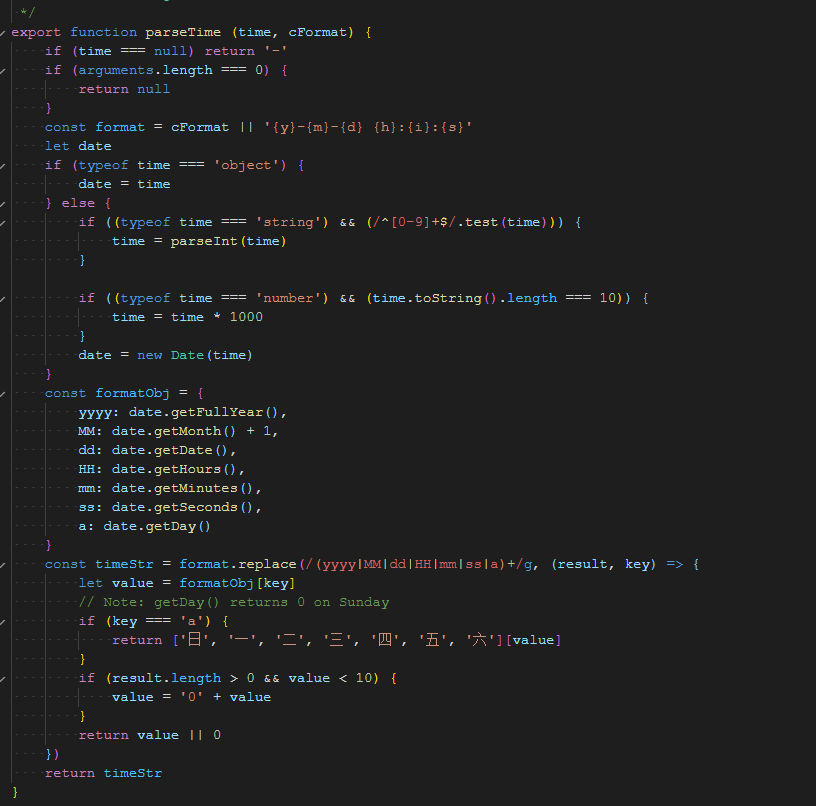 */
export function parseTime (time, cFormat) {
if (time === null) return '-'
if (arguments.length === 0) {
return null
}
const format = cFormat || '{y}-{m}-{d} {h}:{i}:{s}'
let date
if (typeof time === 'object') {
date = time
} else {
if ((typeof time === 'string') && (/^[0-9]+$/.test(time))) {
time = parseInt(time)
}
if ((typeof time === 'number') && (time.toString().length === 10)) {
time = time * 1000
}
date = new Date(time)
}
const formatObj = {
yyyy: date.getFullYear(),
MM: date.getMonth() + 1,
dd: date.getDate(),
HH: date.getHours(),
mm: date.getMinutes(),
ss: date.getSeconds(),
a: date.getDay()
}
const timeStr = format.replace(/(yyyy|MM|dd|HH|mm|ss|a)+/g, (result, key) => {
let value = formatObj[key]
// Note: getDay() returns 0 on Sunday
if (key === 'a') {
return ['日', '一', '二', '三', '四', '五', '六'][value]
}
if (result.length > 0 && value < 10) {
value = '0' + value
}
return value || 0
})
return timeStr
}